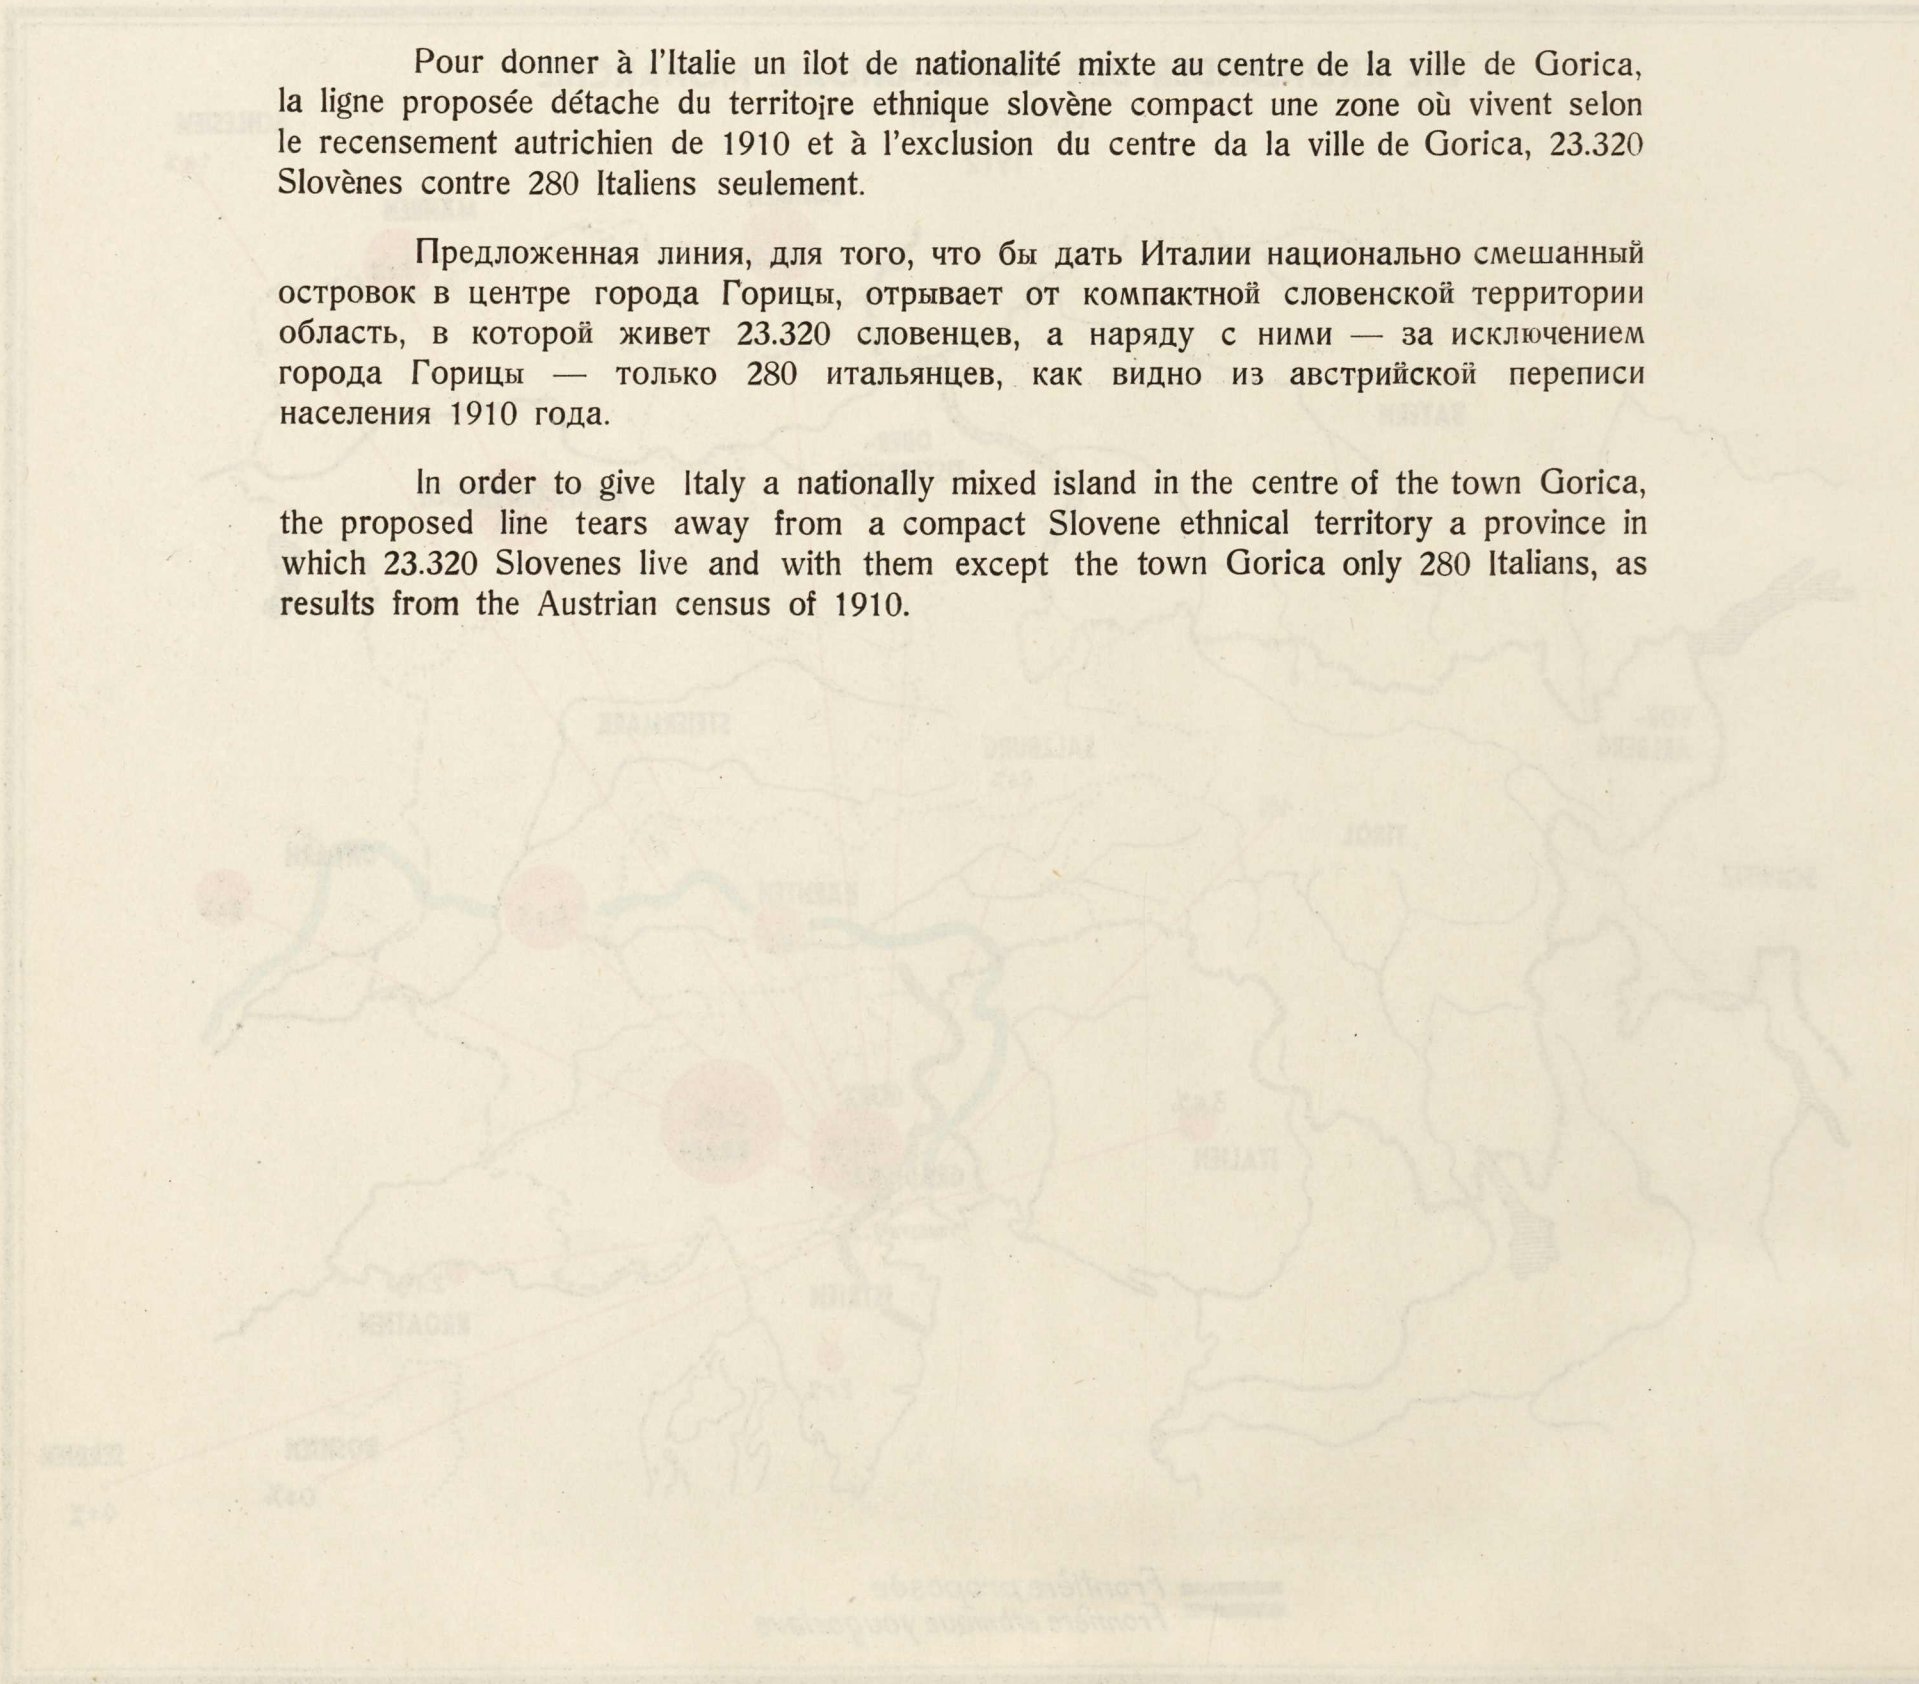 Pour donner à l'Italie un îlot de nationalité mixte au centre de la ville de Gorica,
la ligne proposée détache du territojre ethnique slovène compact une zone où vivent selon
le recensement autrichien de 1910 et à l'exclusion du centre da la ville de Gorica, 23.320
Slovènes contre 280 Italiens seulement.
Предложенная линия, для того, что бы дать Италии национально смешанный
островок в центре города Горицы, отрывает от компактной словенской территории
область, в которой живет 23.320 словенцев, а наряду с ними — за исключением
города Горицы — только 280 итальянцев, как видно из австрийской переписи
населения 1910 года.
In order to give Italy a nationally mixed island in the centre of the town Gorica,
the proposed line tears away from a compact Slovene ethnical territory a province in
which 23.320 Slovenes live and with them except the town Gorica only 280 Italians, as
results from the Austrian census of 1910.